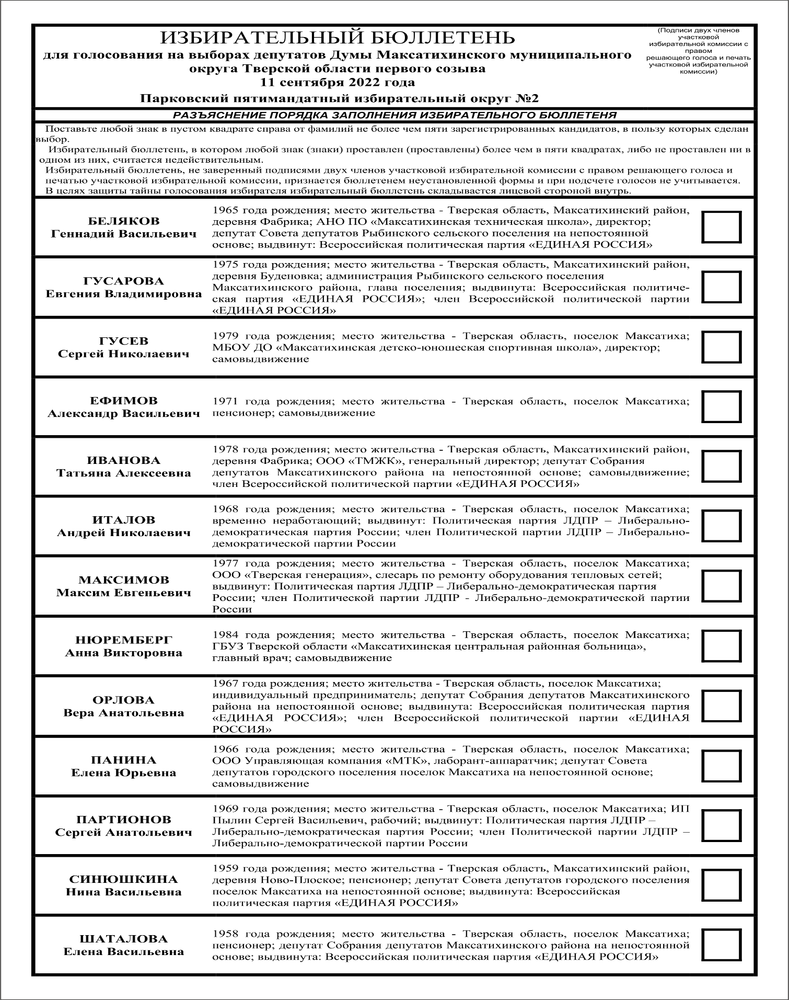 ИЗБИРАТЕЛЬНЫЙ БЮЛЛЕТЕНЬ
для голосования на выборах депутатов Думы Максатихинского муниципального
округа Тверской области первого созыва
11 сентября 2022 года
Парковский пятимандатный избирательный округ №2
(Подписи двух членов
участковой
избирательной комиссии с
правом
решающего голоса и печать
участковой избирательной
комиссии)
РАЗЪЯСНЕНИЕ ПОРЯДКА ЗАПОЛНЕНИЯ ИЗБИРАТЕЛЬНОГО БЮЛЛЕТЕНЯ
Поставьте любой знак в пустом квадрате справа от фамилий не более чем пяти зарегистрированных кандидатов, в пользу которых сделан
выбор.
Избирательный бюллетень, в котором любой знак (знаки) проставлен (проставлены) более чем в пяти квадратах, либо не проставлен ни в
одном из них, считается недействительным.
Избирательный бюллетень, не заверенный подписями двух членов участковой избирательной комиссии с правом решающего голоса и
печатью участковой избирательной комиссии, признается бюллетенем неустановленной формы и при подсчете голосов не учитывается.
В целях защиты тайны голосования избирателя избирательный бюллетень складывается лицевой стороной внутрь.
БЕЛЯКОВ
Геннадий Васильевич
1965 года рождения; место жительства - Тверская область, Максатихинский район,
деревня Фабрика; АНО ПО «Максатихинская техническая школа», директор;
депутат Совета депутатов Рыбинского сельского поселения на непостоянной
основе; выдвинут: Всероссийская политическая партия «ЕДИНАЯ РОССИЯ»
ГУСАРОВА
Евгения Владимировна
1975 года рождения; место жительства - Тверская область, Максатихинский район,
деревня Буденовка; администрация Рыбинского сельского поселения
Максатихинского района, глава поселения; выдвинута: Всероссийская политиче-
ская партия «ЕДИНАЯ РОССИЯ»; член Всероссийской политической партии
«ЕДИНАЯ РОССИЯ»
ГУСЕВ
Сергей Николаевич
1979 года рождения; место жительства - Тверская область, поселок Максатиха;
МБОУ ДО «Максатихинская детско-юношеская спортивная школа», директор;
самовыдвижение
ЕФИМОВ
Александр Васильевич
1971 года рождения; место жительства - Тверская область, поселок Максатиха;
пенсионер; самовыдвижение
ИВАНОВА
Татьяна Алексеевна
1978 года рождения; место жительства - Тверская область, Максатихинский район,
деревня Фабрика; ООО «ТМЖК», генеральный директор; депутат Собрания
депутатов Максатихинского района на непостоянной основе; самовыдвижение;
член Всероссийской политической партии «ЕДИНАЯ РОССИЯ»
ИТАЛОВ
Андрей Николаевич
1968 года рождения; место жительства - Тверская область, поселок Максатиха;
временно неработающий; выдвинут: Политическая партия ЛДПР – Либерально-
демократическая партия России; член Политической партии ЛДПР – Либерально-
демократической партии России
МАКСИМОВ
Максим Евгеньевич
1977 года рождения; место жительства - Тверская область, поселок Максатиха;
ООО «Тверская генерация», слесарь по ремонту оборудования тепловых сетей;
выдвинут: Политическая партия ЛДПР – Либерально-демократическая партия
России; член Политической партии ЛДПР - Либерально-демократической партии
России
НЮРЕМБЕРГ
Анна Викторовна
1984 года рождения; место жительства - Тверская область, поселок Максатиха;
ГБУЗ Тверской области «Максатихинская центральная районная больница»,
главный врач; самовыдвижение
ОРЛОВА
Вера Анатольевна
1967 года рождения; место жительства - Тверская область, поселок Максатиха;
индивидуальный предприниматель; депутат Собрания депутатов Максатихинского
района на непостоянной основе; выдвинута: Всероссийская политическая партия
«ЕДИНАЯ РОССИЯ»; член Всероссийской политической партии «ЕДИНАЯ
РОССИЯ»
ПАНИНА
Елена Юрьевна
1966 года рождения; место жительства - Тверская область, поселок Максатиха;
ООО Управляющая компания «МТК», лаборант-аппаратчик; депутат Совета
депутатов городского поселения поселок Максатиха на непостоянной основе;
самовыдвижение
ПАРТИОНОВ
Сергей Анатольевич
1969 года рождения; место жительства - Тверская область, поселок Максатиха; ИП
Пылин Сергей Васильевич, рабочий; выдвинут: Политическая партия ЛДПР –
Либерально-демократическая партия России; член Политической партии ЛДПР –
Либерально-демократической партии России
СИНЮШКИНА
Нина Васильевна
1959 года рождения; место жительства - Тверская область, Максатихинский район,
деревня Ново-Плоское; пенсионер; депутат Совета депутатов городского поселения
поселок Максатиха на непостоянной основе; выдвинута: Всероссийская
политическая партия «ЕДИНАЯ РОССИЯ»
ШАТАЛОВА
Елена Васильевна
1958 года рождения; место жительства - Тверская область, поселок Максатиха;
пенсионер; депутат Собрания депутатов Максатихинского района на непостоянной
основе; выдвинута: Всероссийская политическая партия «ЕДИНАЯ РОССИЯ»